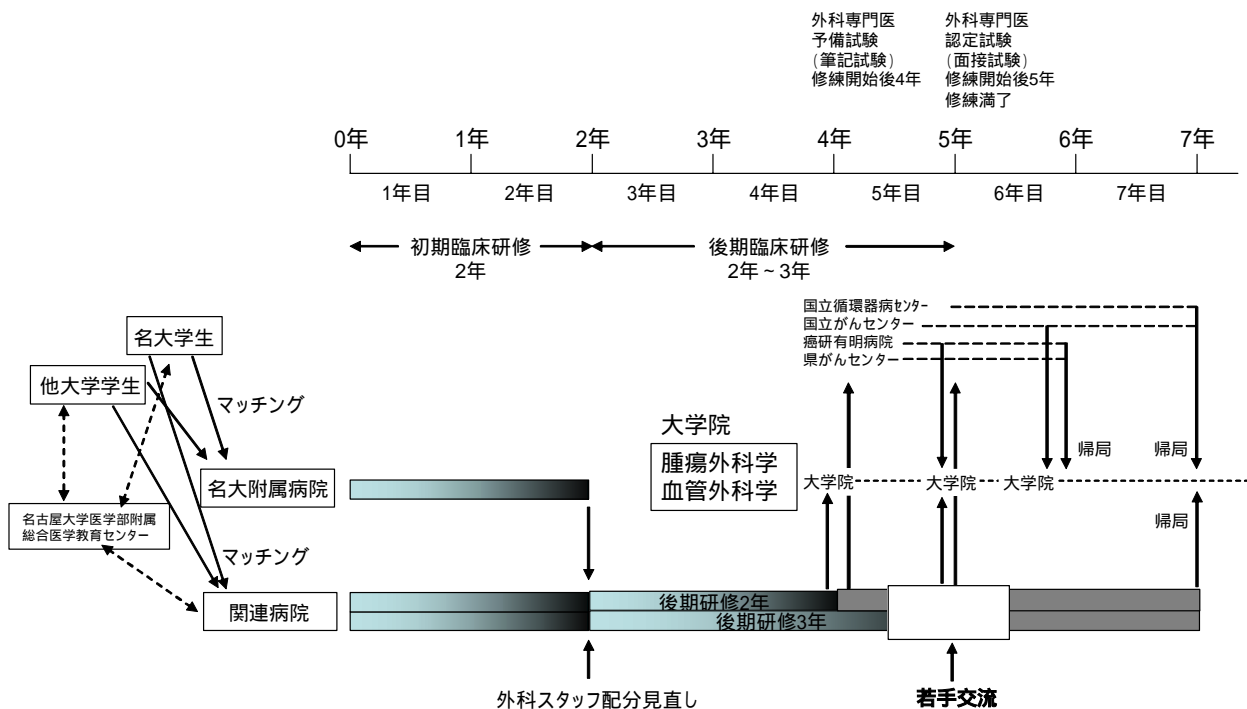 外科専門医
予備試験
(筆記試験)
修練開始後4年
外科専門医
認定試験
(面接試験)
修練開始後5年
修練満了
0年 1年 2年 3年 4年 5年 6年 7年
1年目 2年目 3年目 4年目 5年目 6年目 7年目
初期臨床研修
2年
後期臨床研修
2年~3年
国立循環器病センター
国立がんセンター
癌研有明病院
県がんセンター
名大学生
他大学学生
マッチング
大学院
腫瘍外科学
血管外科学
帰局 帰局
名大附属病院
大学院 大学院 大学院
名古屋大学医学部附属
総合医学教育センター
帰局
マッチング
関連病院
後期研修2年
後期研修3年
外科スタッフ配分見直し
若手交流